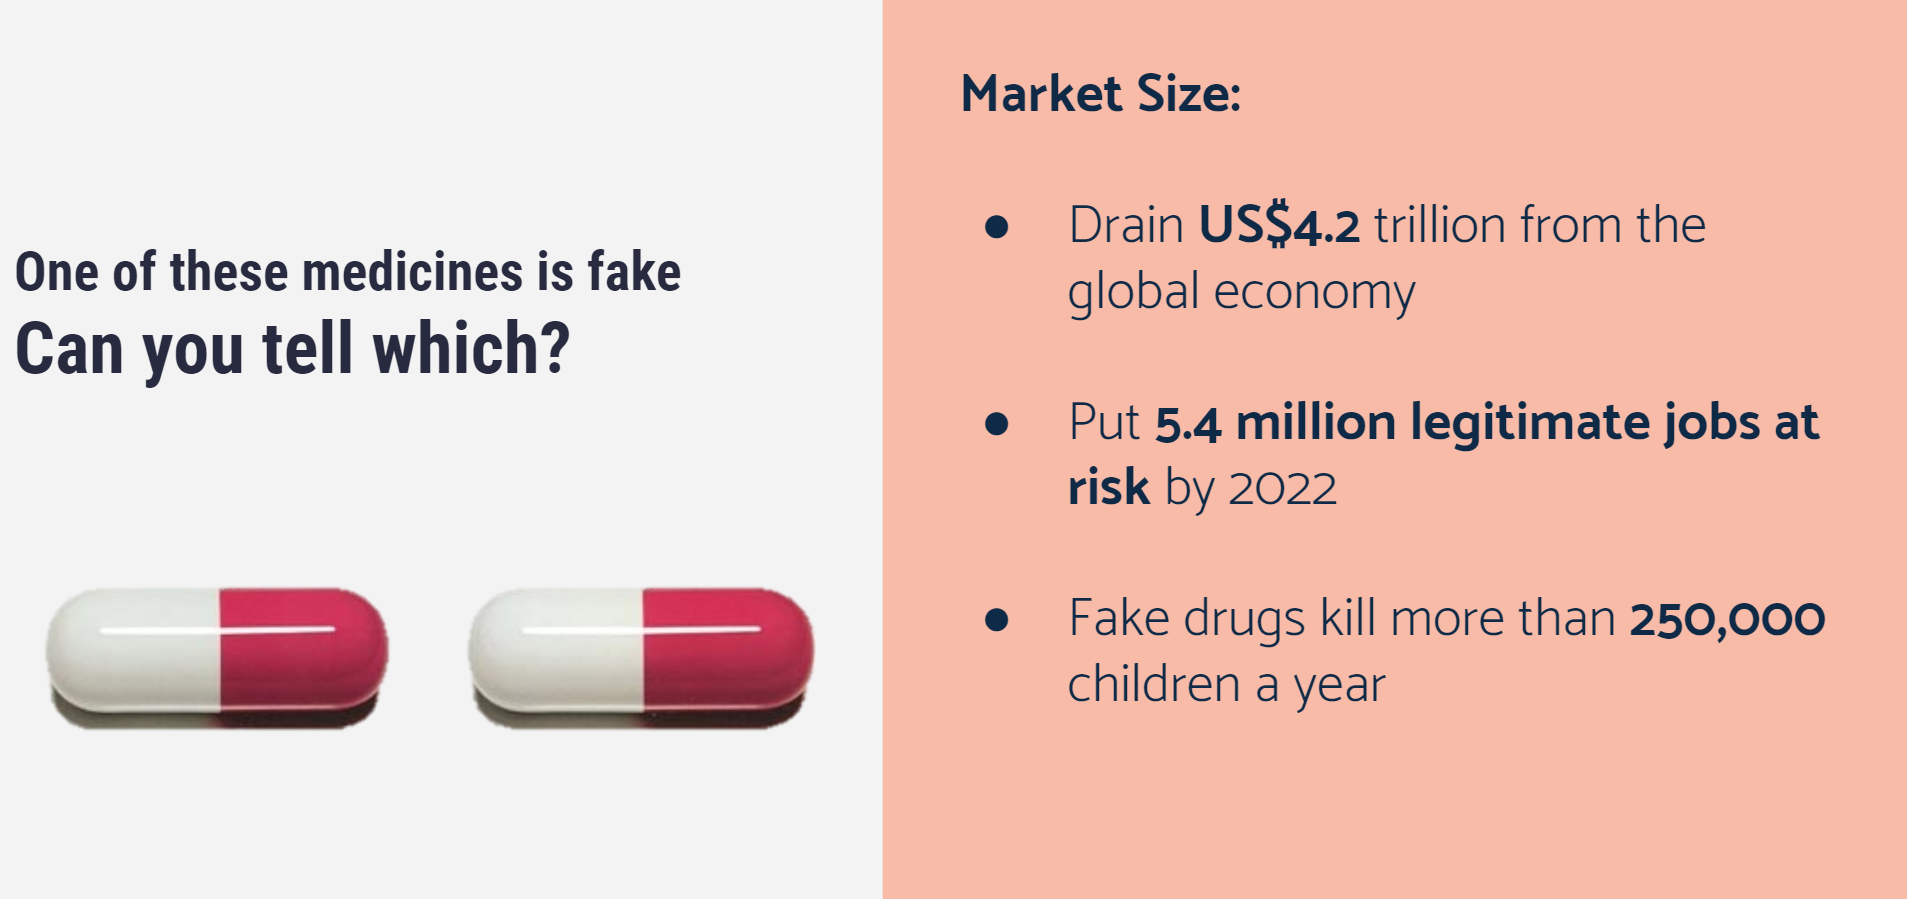 One of these medicines is fake
Can you tell which?
Market Size:
● Drain US$4.2 trillion from the
global economy
● Put 5.4 million legitimate jobs at
risk by 2022
● Fake drugs kill more than 250,000
children a year